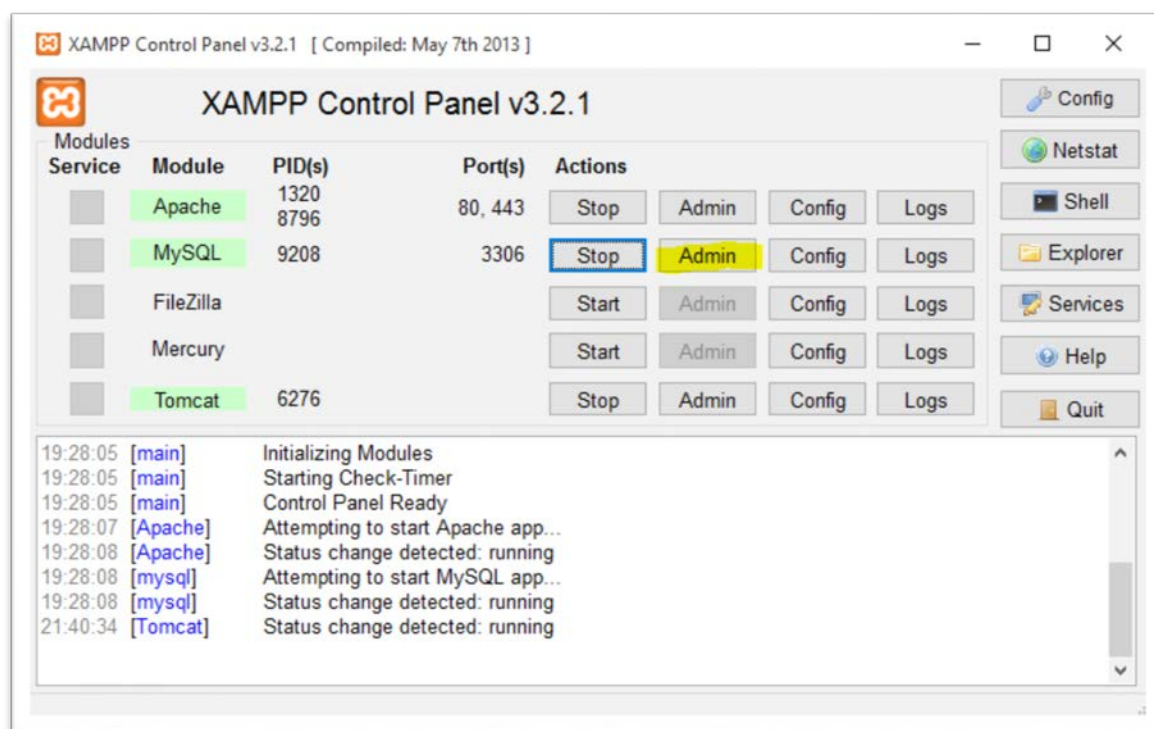 XAMPP Control Panel v3.2.1 [ Compiled: May 7th 2013 ]
XAMPP Control Panel v3.2.1
Config
Modules
Netstat
Service Module PID(s) Port(s) Actions
Apache 1320 8796 80, 443 Stop Admin Config Logs
Shell
MySQL 9208 3306 Stop Admin Config Logs
Explorer
FileZilla Start Admin Config Logs
Services
Mercury Start Admin Config Logs
Help
Tomcat 6276 Stop Admin Config Logs
Quit
19:28:05 [main] Initializing Modules
19:28:05 [main] Starting Check-Timer
19:28:05 [main] Control Panel Ready
19:28:07 [Apache] Attempting to start Apache app...
19:28:08 [Apache] Status change detected: running
19:28:08 [mysql] Attempting to start MySQL app...
19:28:08 [mysql] Status change detected: running
21:40:34 [Tomcat] Status change detected: running